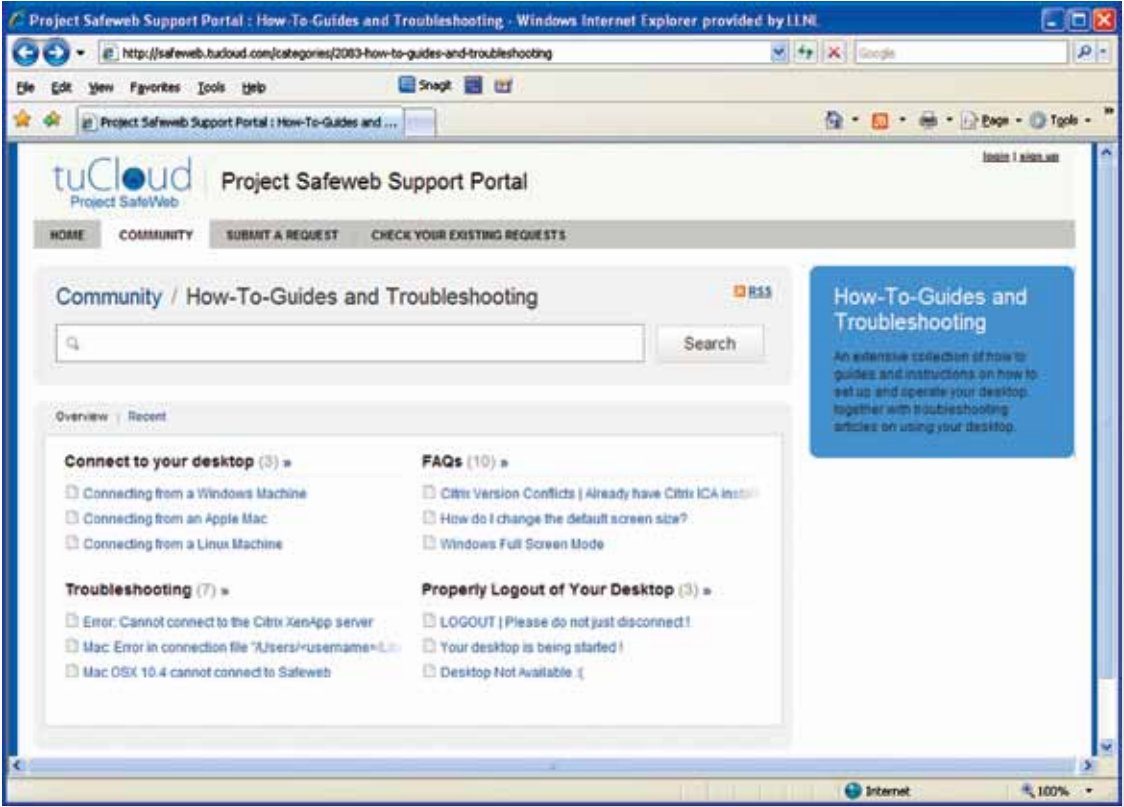 Project Safeweb Support Portal : How-To-Guides and Troubleshooting - Windows Internet Explorer provided by LLNL
http://safeweb.tucloud.com/categories/2083-how-to-guides-and-troubleshooting
Google
File Edit View Favorites Tools Help
SnagIt
Project Safeweb Support Portal : How-To-Guides and ...
Page Tools
login | sign up
tuCloud
Project SafeWeb
Project Safeweb Support Portal
HOME COMMUNITY SUBMIT A REQUEST CHECK YOUR EXISTING REQUESTS
Community / How-To-Guides and Troubleshooting
RSS
Search
How-To-Guides and
Troubleshooting
An extensive collection of how to
guides and instructions on how to
set up and operate your desktop
together with troubleshooting
articles on using your desktop.
Overview | Recent
Connect to your desktop (3) »
Connecting from a Windows Machine
Connecting from an Apple Mac
Connecting from a Linux Machine
FAQs (10) »
Citrix Version Conflicts | Already have Citrix ICA
How do I change the default screen size?
Windows Full Screen Mode
Troubleshooting (7) »
Error: Cannot connect to the Citrix XenApp server
Mac: Error in connection file "/Users/<username>/
Mac OSX 10.4 cannot connect to Safeweb
Properly Logout of Your Desktop (3) »
LOGOUT | Please do not just disconnect !
Your desktop is being started !
Desktop Not Available :(
Internet
100%